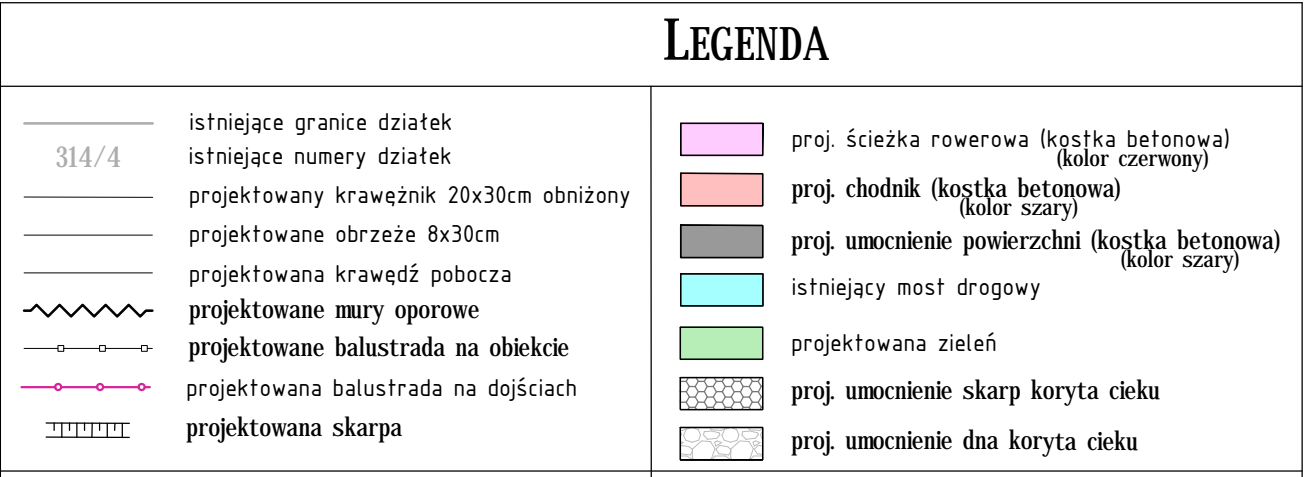 LEGENDA
istniejące granice działek
314/4 istniejące numery działek
projektowany krawężnik 20x30cm obniżony
projektowane obrzeże 8x30cm
projektowana krawędź pobocza
projektowane mury oporowe
projektowane balustrada na obiekcie
projektowana balustrada na dojściach
projektowana skarpa
proj. ścieżka rowerowa (kostka betonowa)
(kolor czerwony)
proj. chodnik (kostka betonowa)
(kolor szary)
proj. umocnienie powierzchni (kostka betonowa)
(kolor szary)
istniejący most drogowy
projektowana zieleń
proj. umocnienie skarp koryta cieku
proj. umocnienie dna koryta cieku